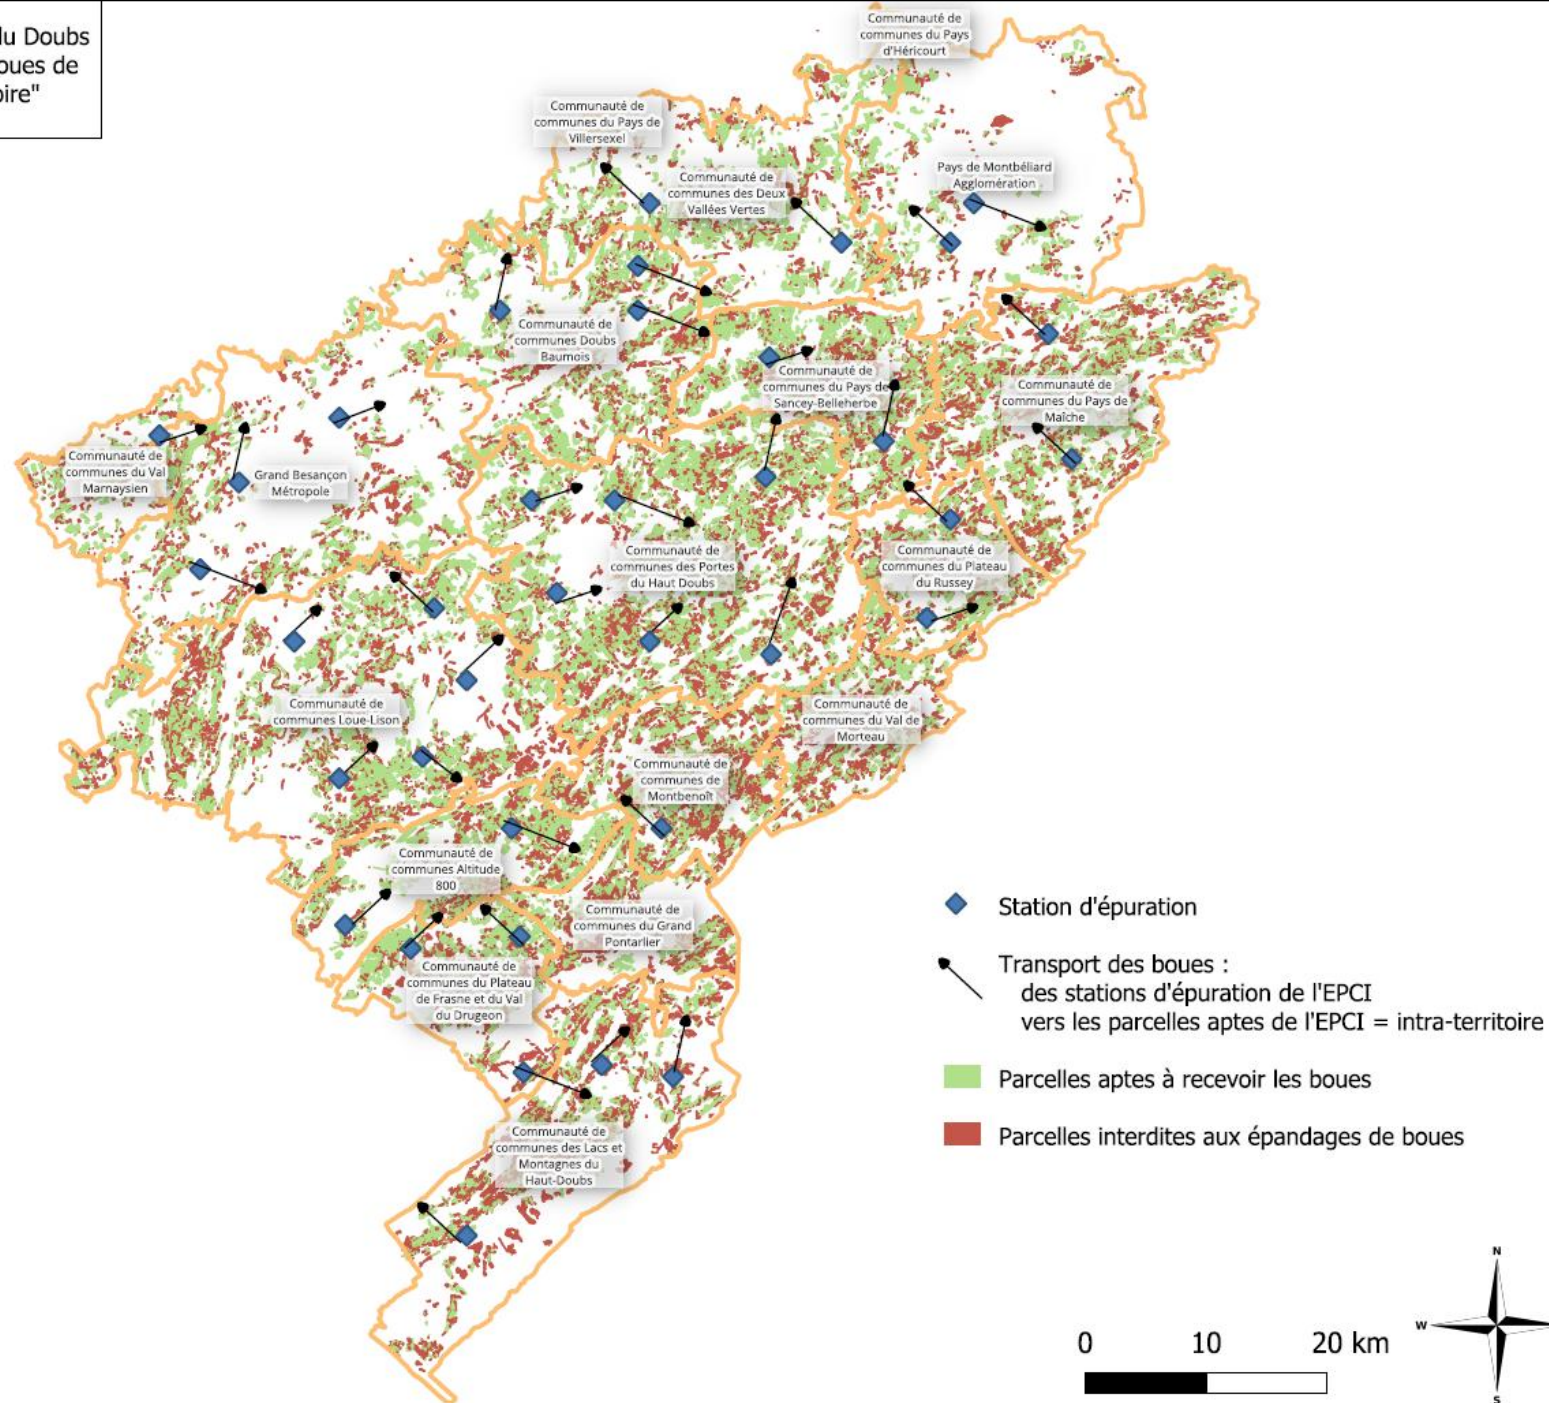 du Doubs
oues de
oire"
Communauté de
communes du Pays
d'Héricourt
Communauté de
communes du Pays de
Villersexel
Communauté de
communes des Deux
Vallées Vertes
Pays de Montbéliard
Agglomération
Communauté de
communes Doubs
Baumois
Communauté de
communes du Pays de
Sancey-Belleherbe
Communauté de
communes du Pays de
Maîche
Communauté de
communes du Val
Marnaysien
Grand Besançon
Métropole
Communauté de
communes des Portes
du Haut Doubs
Communauté de
communes du Plateau
du Russey
Communauté de
communes Loue-Lison
Communauté de
communes du Val de
Morteau
Communauté de
communes de
Montbenoît
Communauté de
communes Altitude
800
Communauté de
communes du Grand
Pontarlier
Communauté de
communes du Plateau
de Frasne et du Val
du Drugeon
Communauté de
communes des Lacs et
Montagnes du
Haut-Doubs
Station d'épuration
Transport des boues :
des stations d'épuration de l'EPCI
vers les parcelles aptes de l'EPCI = intra-territoire
Parcelles aptes à recevoir les boues
Parcelles interdites aux épandages de boues
0 10 20 km
N
W
S